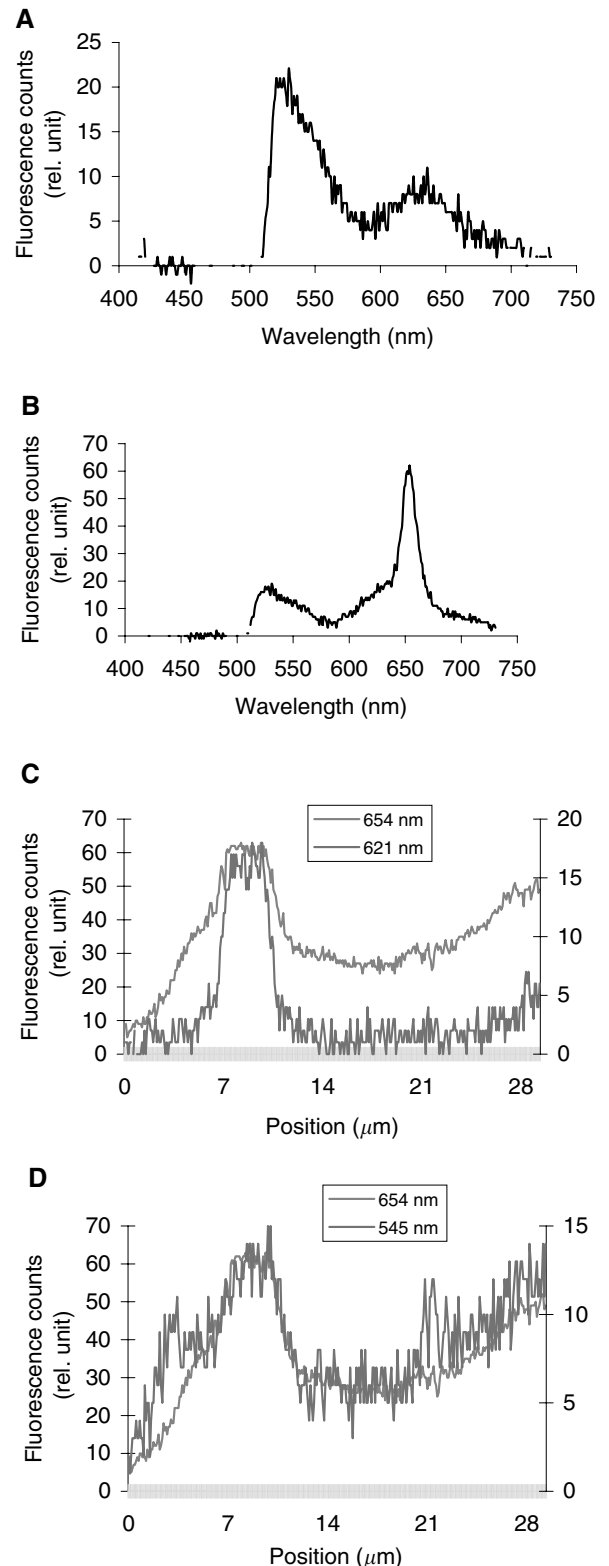 A
Fluorescence counts
(rel. unit)
25
20
15
10
5
0
400 450 500 550 600 650 700 750
Wavelength (nm)
B
Fluorescence counts
(rel. unit)
70
60
50
40
30
20
10
0
400 450 500 550 600 650 700 750
Wavelength (nm)
C
Fluorescence counts
(rel. unit)
70
60
50
40
30
20
10
0
654 nm
621 nm
20
15
10
5
0
0 7 14 21 28
Position (μm)
D
Fluorescence counts
(rel. unit)
70
60
50
40
30
20
10
0
654 nm
545 nm
15
10
5
0
0 7 14 21 28
Position (μm)